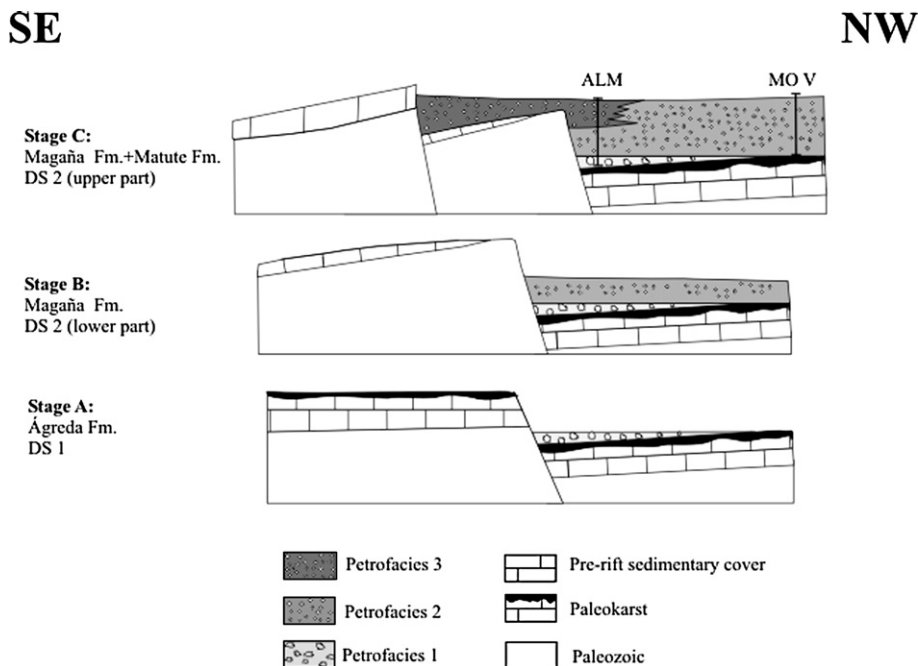 SE
NW
ALM
MO V
Stage C:
Magaña Fm.+Matute Fm.
DS 2 (upper part)
Stage B:
Magaña Fm.
DS 2 (lower part)
Stage A:
Ágreda Fm.
DS 1
Petrofacies 3
Pre-rift sedimentary cover
Petrofacies 2
Paleokarst
Petrofacies 1
Paleozoic